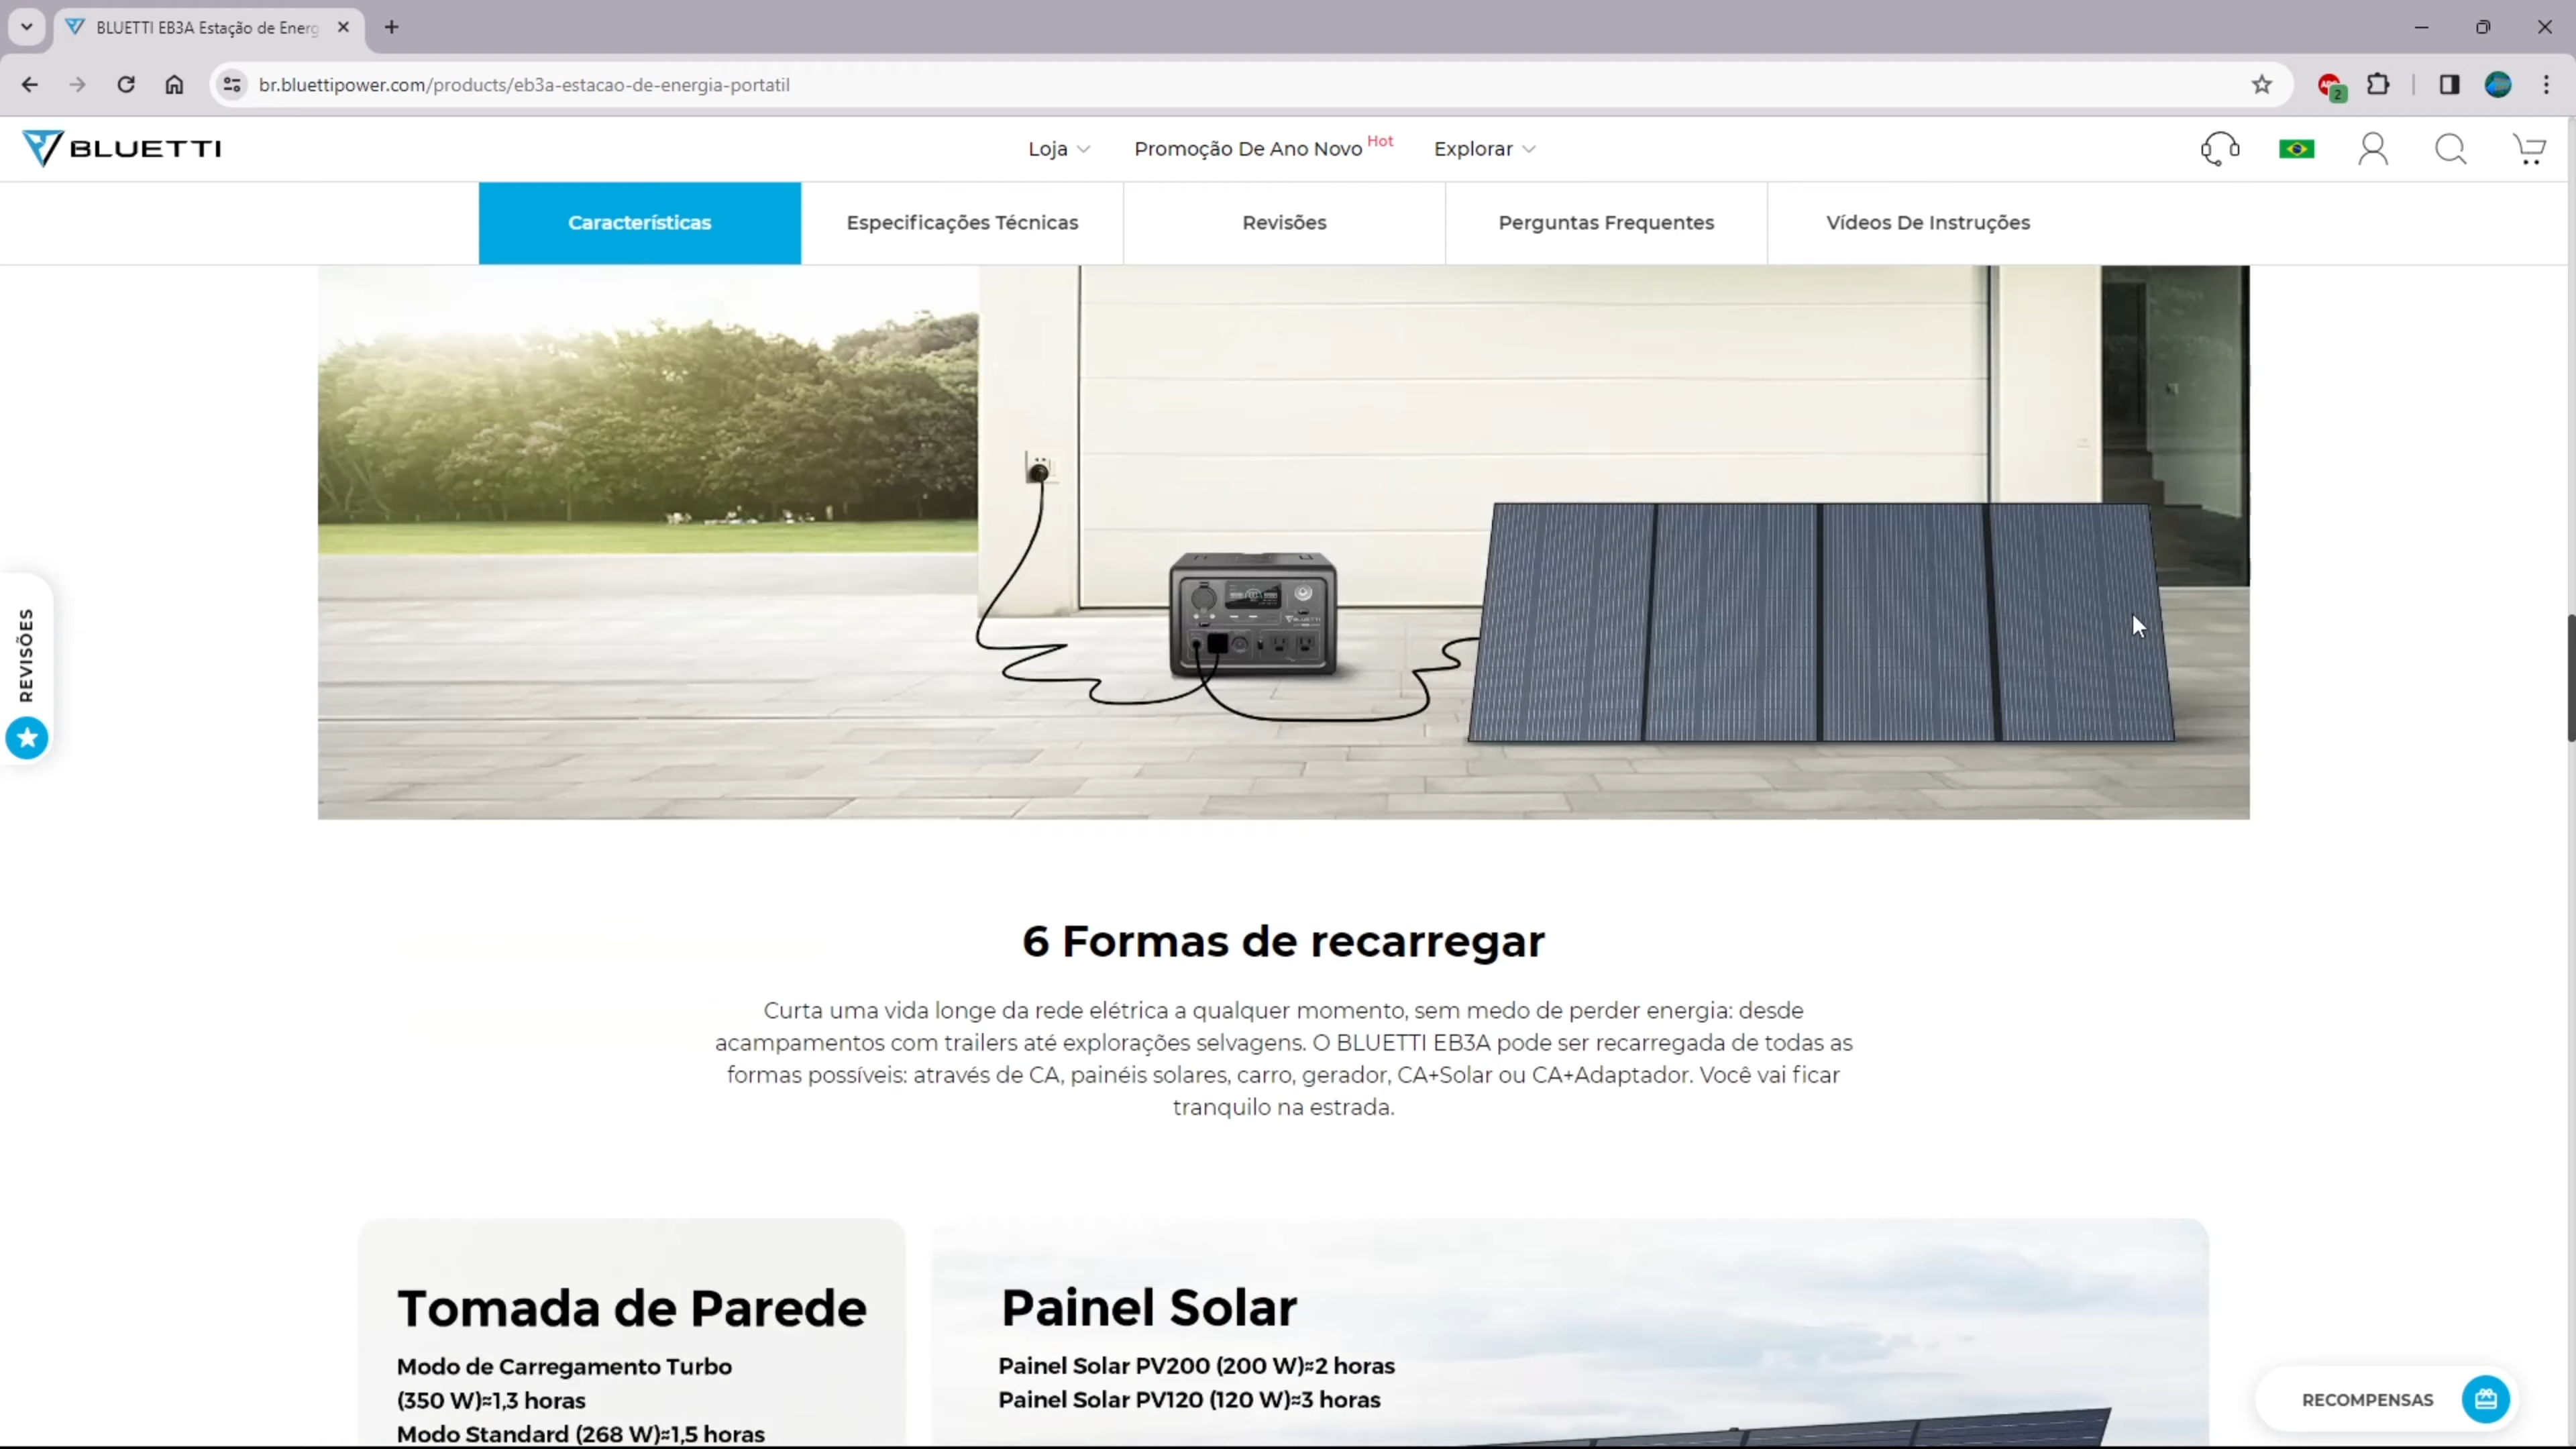 BLUETTI EB3A Estação de Energ
br.bluettipower.com/products/eb3a-estacao-de-energia-portatil
2
BLUETTI
Loja
Promoção De Ano Novo Hot
Explorar
Características
Especificações Técnicas
Revisões
Perguntas Frequentes
Vídeos De Instruções
BLUETTI
REVISÕES
6 Formas de recarregar
Curta uma vida longe da rede elétrica a qualquer momento, sem medo de perder energia: desde
acampamentos com trailers até explorações selvagens. O BLUETTI EB3A pode ser recarregada de todas as
formas possíveis: através de CA, painéis solares, carro, gerador, CA+Solar ou CA+Adaptador. Você vai ficar
tranquilo na estrada.
Tomada de Parede
Modo de Carregamento Turbo
(350 W)≈1,3 horas
Modo Standard (268 W)≈1,5 horas
Painel Solar
Painel Solar PV200 (200 W)≈2 horas
Painel Solar PV120 (120 W)≈3 horas
RECOMPENSAS